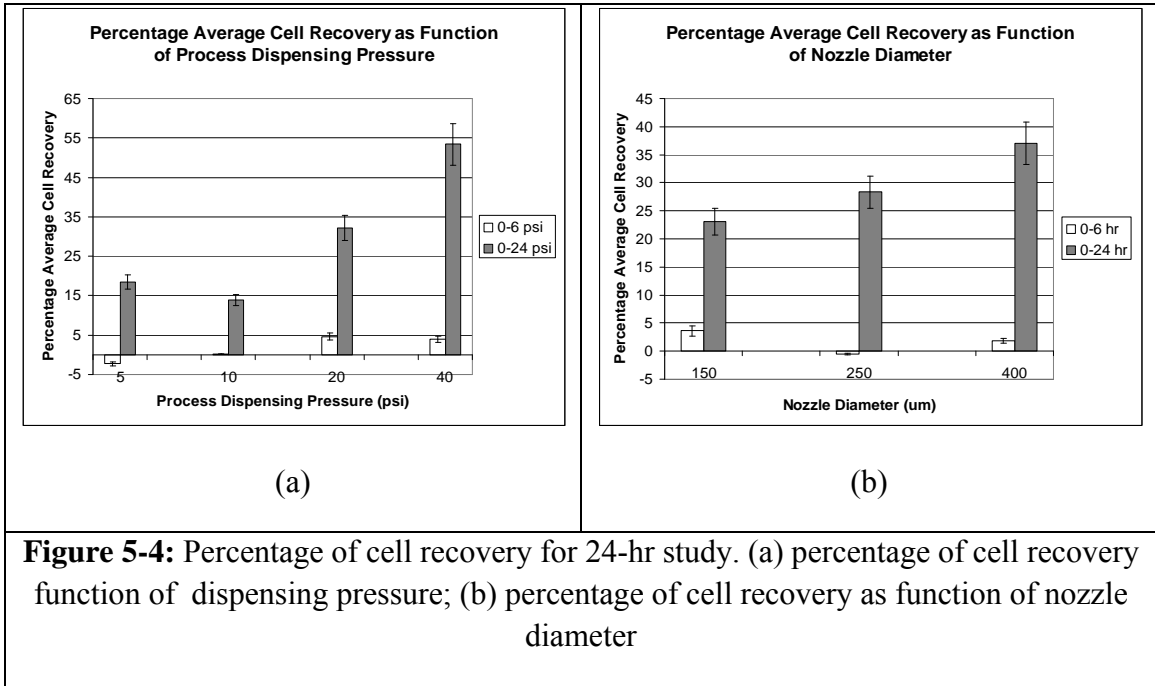 Percentage Average Cell Recovery as Function
of Process Dispensing Pressure
Percentage Average Cell Recovery
65
55
45
35
25
15
5
-5
5
10
20
40
Process Dispensing Pressure (psi)
0-6 psi
0-24 psi
(a)
Percentage Average Cell Recovery as Function
of Nozzle Diameter
Percentage Average Cell Recovery
45
40
35
30
25
20
15
10
5
0
-5
150
250
400
Nozzle Diameter (um)
0-6 hr
0-24 hr
(b)
Figure 5-4: Percentage of cell recovery for 24-hr study. (a) percentage of cell recovery
function of dispensing pressure; (b) percentage of cell recovery as function of nozzle
diameter